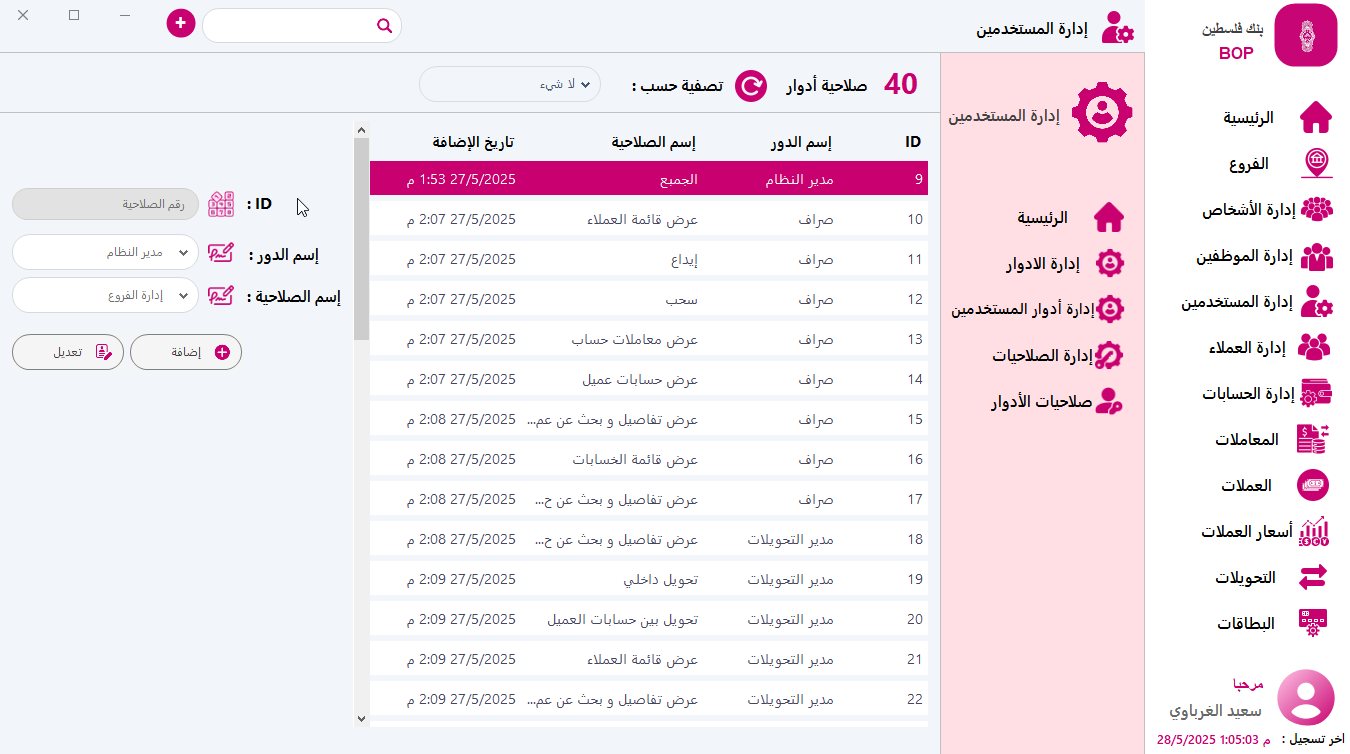 بنك فلسطين
BOP
الرئيسية
الفروع
إدارة الأشخاص
إدارة الموظفين
إدارة المستخدمين
إدارة العملاء
إدارة الحسابات
المعاملات
العملات
أسعار العملات
التحويلات
البطاقات
مرحبا
سعيد الغرباوي
اخر تسجيل : 28/5/2025 1:05:03 م
إدارة المستخدمين
إدارة المستخدمين
الرئيسية
إدارة الادوار
إدارة أدوار المستخدمين
إدارة الصلاحيات
صلاحيات الأدوار
40 صلاحية أدوار تصفية حسب : لا شيء
ID إسم الدور إسم الصلاحية تاريخ الإضافة
9 مدير النظام الجميع 27/5/2025 1:53 م
10 صراف عرض قائمة العملاء 27/5/2025 2:07 م
11 صراف إيداع 27/5/2025 2:07 م
12 صراف سحب 27/5/2025 2:07 م
13 صراف عرض معاملات حساب 27/5/2025 2:07 م
14 صراف عرض حسابات عميل 27/5/2025 2:07 م
15 صراف عرض تفاصيل و بحث عن عم... 27/5/2025 2:08 م
16 صراف عرض قائمة الخسابات 27/5/2025 2:08 م
17 صراف عرض تفاصيل و بحث عن ح... 27/5/2025 2:08 م
18 مدير التحويلات عرض تفاصيل و بحث عن ح... 27/5/2025 2:08 م
19 مدير التحويلات تحويل داخلي 27/5/2025 2:09 م
20 مدير التحويلات تحويل بين حسابات العميل 27/5/2025 2:09 م
21 مدير التحويلات عرض قائمة العملاء 27/5/2025 2:09 م
22 مدير التحويلات عرض تفاصيل و بحث عن عم... 27/5/2025 2:09 م
ID : رقم الصلاحية
إسم الدور : مدير النظام
إسم الصلاحية : إدارة الفروع
إضافة تعديل